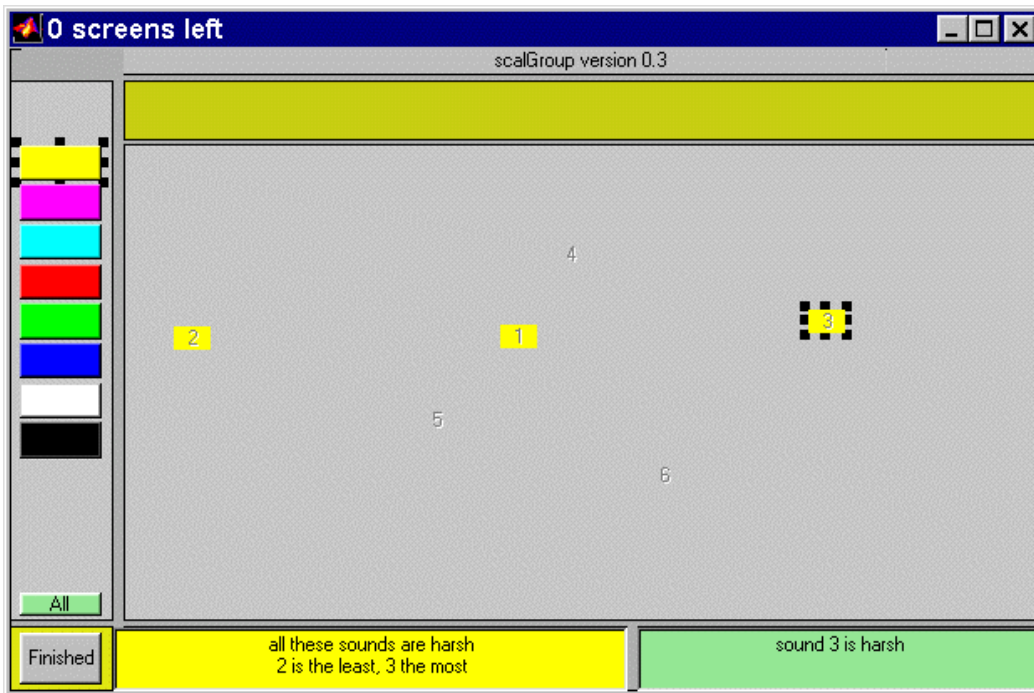 0 screens left
scalGroup version 0.3
4
2
1
3
5
6
All
Finished
all these sounds are harsh
2 is the least, 3 the most
sound 3 is harsh